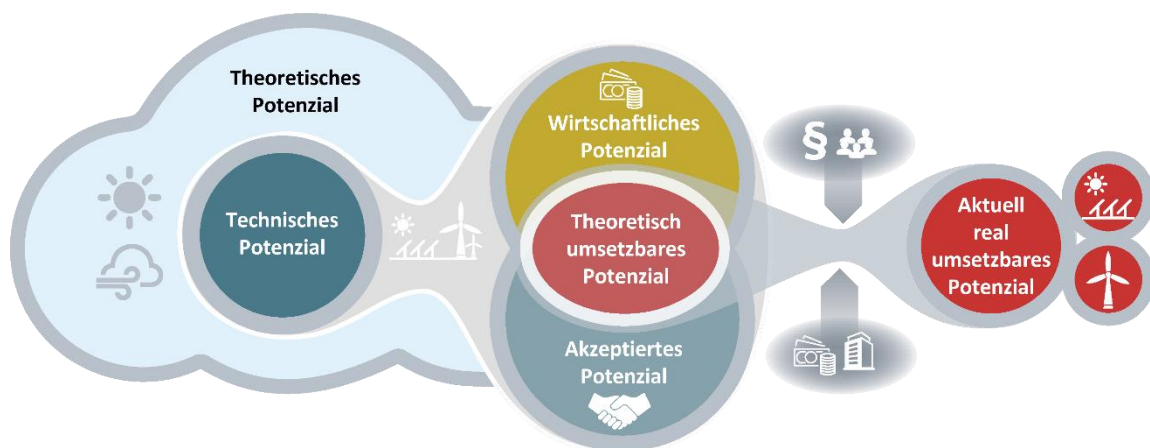 Theoretisches
Potenzial
Technisches
Potenzial
Wirtschaftliches
Potenzial
Theoretisch
umsetzbares
Potenzial
Akzeptiertes
Potenzial
§
Aktuell
real
umsetzbares
Potenzial